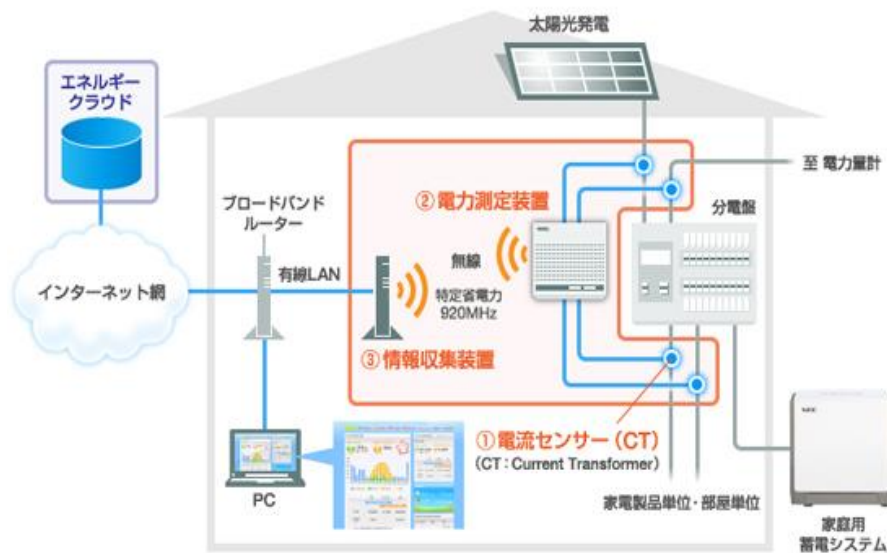 太陽光発電
エネルギー
クラウド
至 電力量計
②電力測定装置
分電盤
ブロードバンド
ルーター
無線
有線LAN
インターネット網
特定省電力
920MHz
③情報収集装置
①電流センサー(CT)
(CT:Current Transformer)
NEC
PC
家電製品単位・部屋単位
家庭用
蓄電システム